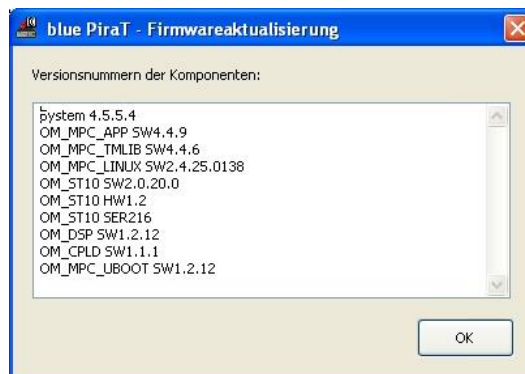 blue PiraT - Firmwareaktualisierung
Versionsnummern der Komponenten:
System 4.5.5.4
OM_MPC_APP SW4.4.9
OM_MPC_TMLIB SW4.4.6
OM_MPC_LINUX SW2.4.25.0138
OM_ST10 SW2.0.20.0
OM_ST10 HW1.2
OM_ST10 SER216
OM_DSP SW1.2.12
OM_CPLD SW1.1.1
OM_MPC_UBOOT SW1.2.12
OK